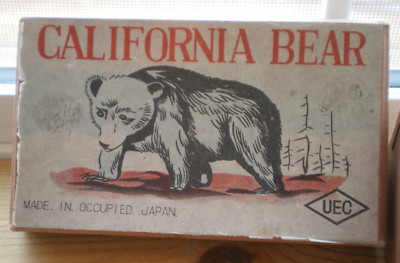 CALIFORNIA BEAR
MADE. IN. OCCUPIED. JAPAN.
UEC